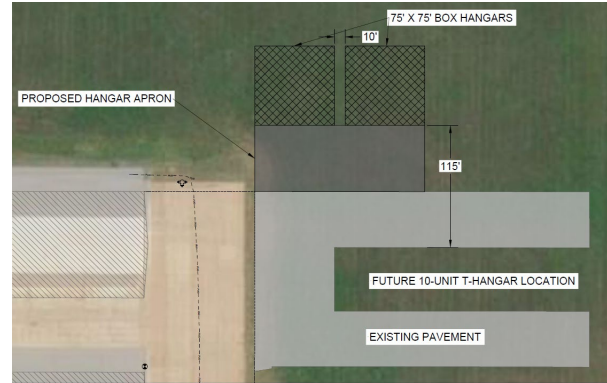 75' X 75' BOX HANGARS
10'
PROPOSED HANGAR APRON
115'
FUTURE 10-UNIT T-HANGAR LOCATION
EXISTING PAVEMENT